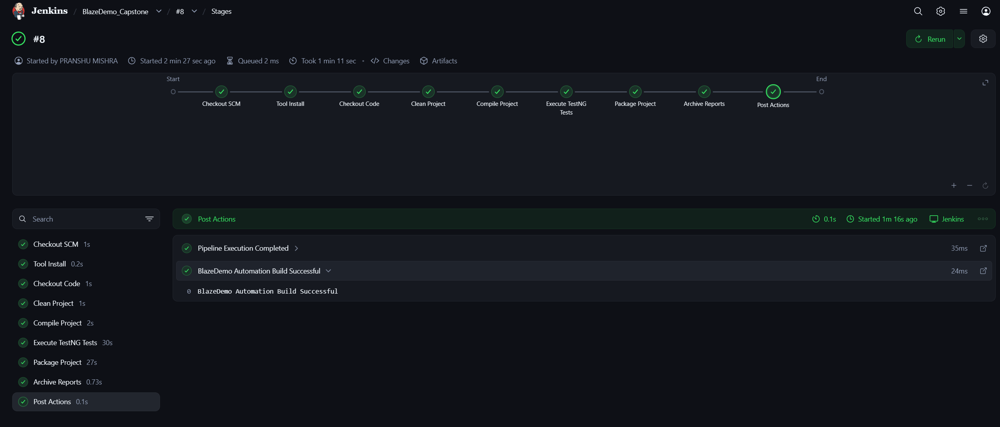 Jenkins / BlazeDemo_Capstone / #8 / Stages
#8
Rerun
Started by PRANSHU MISHRA Started 2 min 27 sec ago Queued 2 ms Took 1 min 11 sec • Changes Artifacts
Start End
Checkout SCM Tool Install Checkout Code Clean Project Compile Project Execute TestNG Tests Package Project Archive Reports Post Actions
Search
Checkout SCM 1s
Tool Install 0.2s
Checkout Code 1s
Clean Project 1s
Compile Project 2s
Execute TestNG Tests 30s
Package Project 27s
Archive Reports 0.73s
Post Actions 0.1s
Post Actions 0.1s Started 1m 16s ago Jenkins
Pipeline Execution Completed 35ms
BlazeDemo Automation Build Successful 24ms
0 BlazeDemo Automation Build Successful